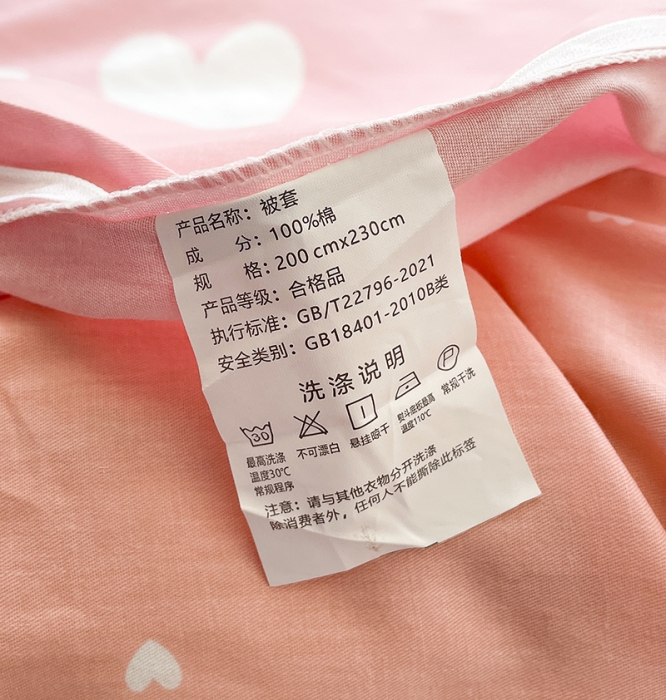 产品名称：被套
成 分：100%棉
规 格：200 cmx230cm
产品等级：合格品
执行标准：GB/T22796-2021
安全类别：GB18401-2010B类
洗涤说明
30
P
最高洗涤
温度30℃
常规程序
不可漂白
悬挂晾干
熨斗底板最高
温度110℃
常规干洗
注意：请与其他衣物分开洗涤
除消费者外，任何人不能撕除此标签